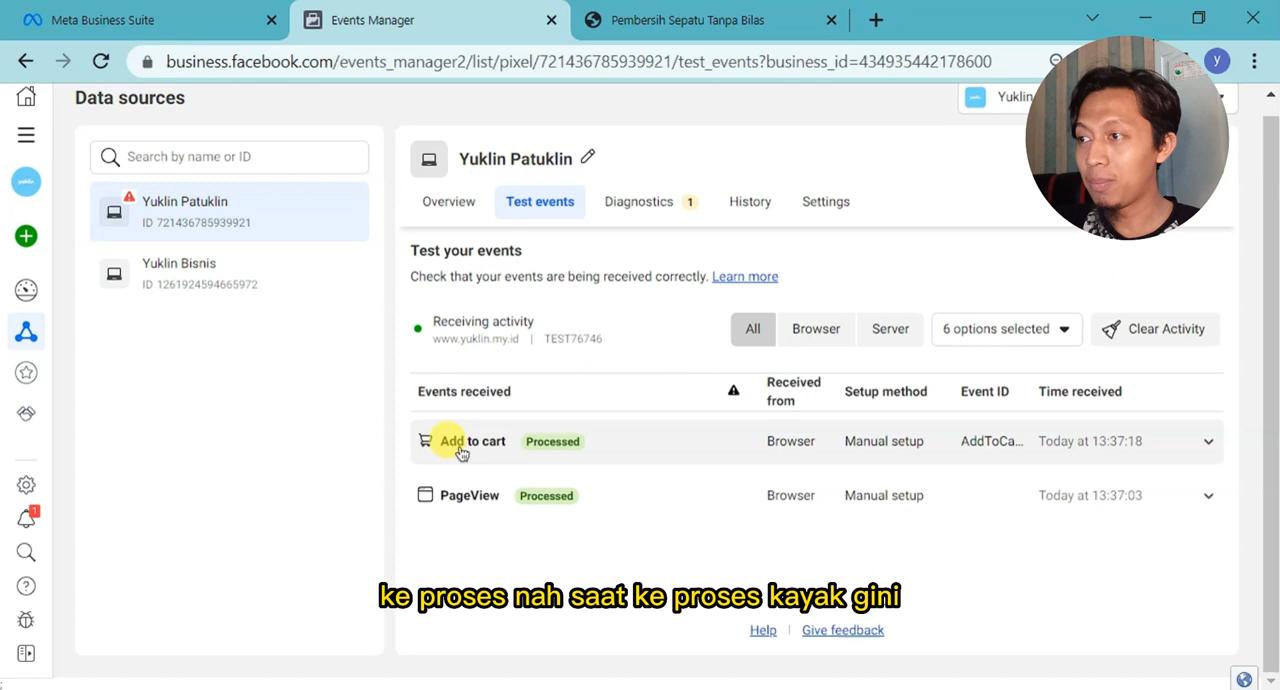 Meta Business Suite
Events Manager
Pembersih Sepatu Tanpa Bilas
business.facebook.com/events_manager2/list/pixel/721436785939921/test_events?business_id=434935442178600
y
Data sources
Yuklin
Search by name or ID
Yuklin Patuklin
ID 721436785939921
Yuklin Bisnis
ID 1261924594665972
Yuklin Patuklin
Overview
Test events
Diagnostics 1
History
Settings
Test your events
Check that your events are being received correctly. Learn more
Receiving activity
www.yuklin.my.id | TEST76746
All
Browser
Server
6 options selected
Clear Activity
Events received
Received from
Setup method
Event ID
Time received
Add to cart Processed Browser Manual setup AddToCa... Today at 13:37:18
PageView Processed Browser Manual setup Today at 13:37:03
1
ke proses nah saat ke proses kayak gini
Help | Give feedback